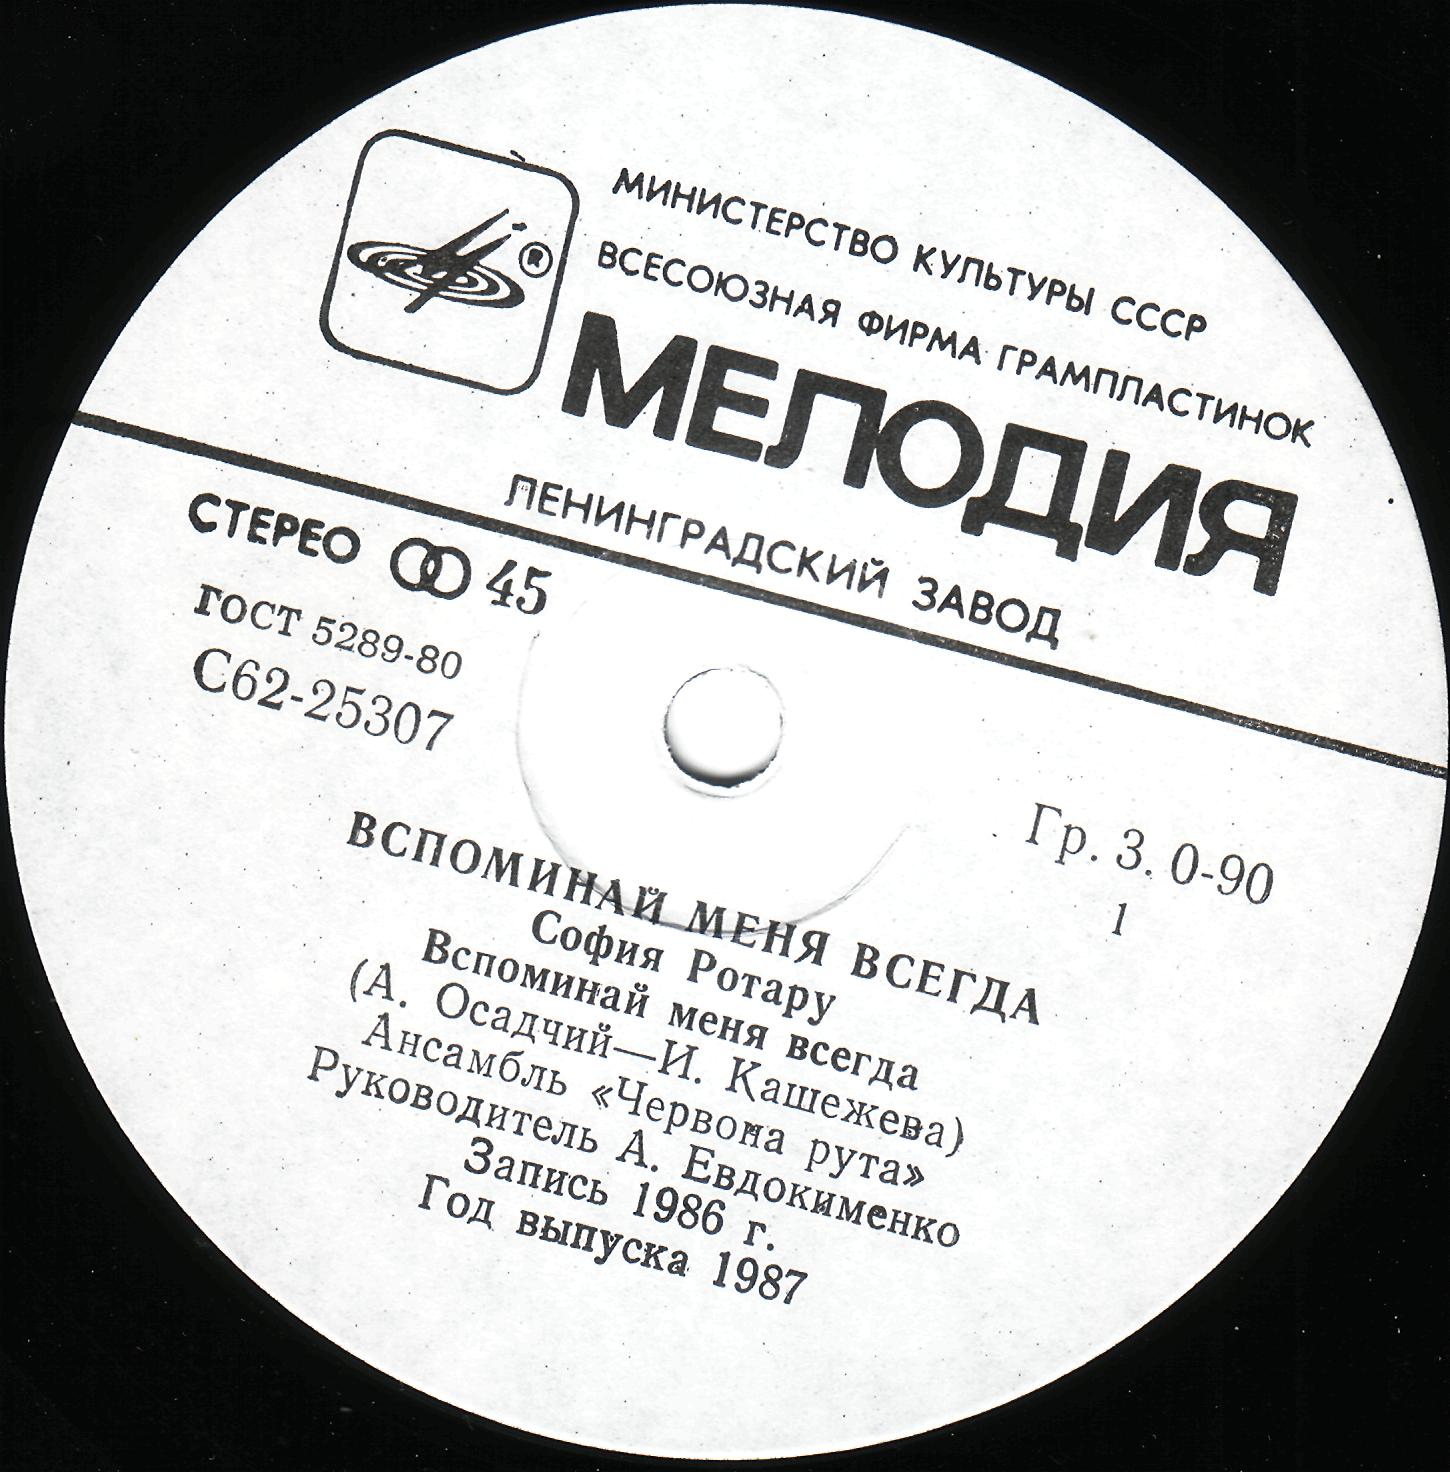 МИНИСТЕРСТВО КУЛЬТУРЫ СССР
ВСЕСОЮЗНАЯ ФИРМА ГРАМПЛАСТИНОК
®
МЕЛОДИЯ
ЛЕНИНГРАДСКИЙ ЗАВОД
СТЕРЕО 45
ГОСТ 5289-80
С62-25307
Гр. 3. 0-90
1
ВСПОМИНАЙ МЕНЯ ВСЕГДА
София Ротару
Вспоминай меня всегда
(А. Осадчий—И. Кашежева)
Ансамбль «Червона рута»
Руководитель А. Евдокименко
Запись 1986 г.
Год выпуска 1987